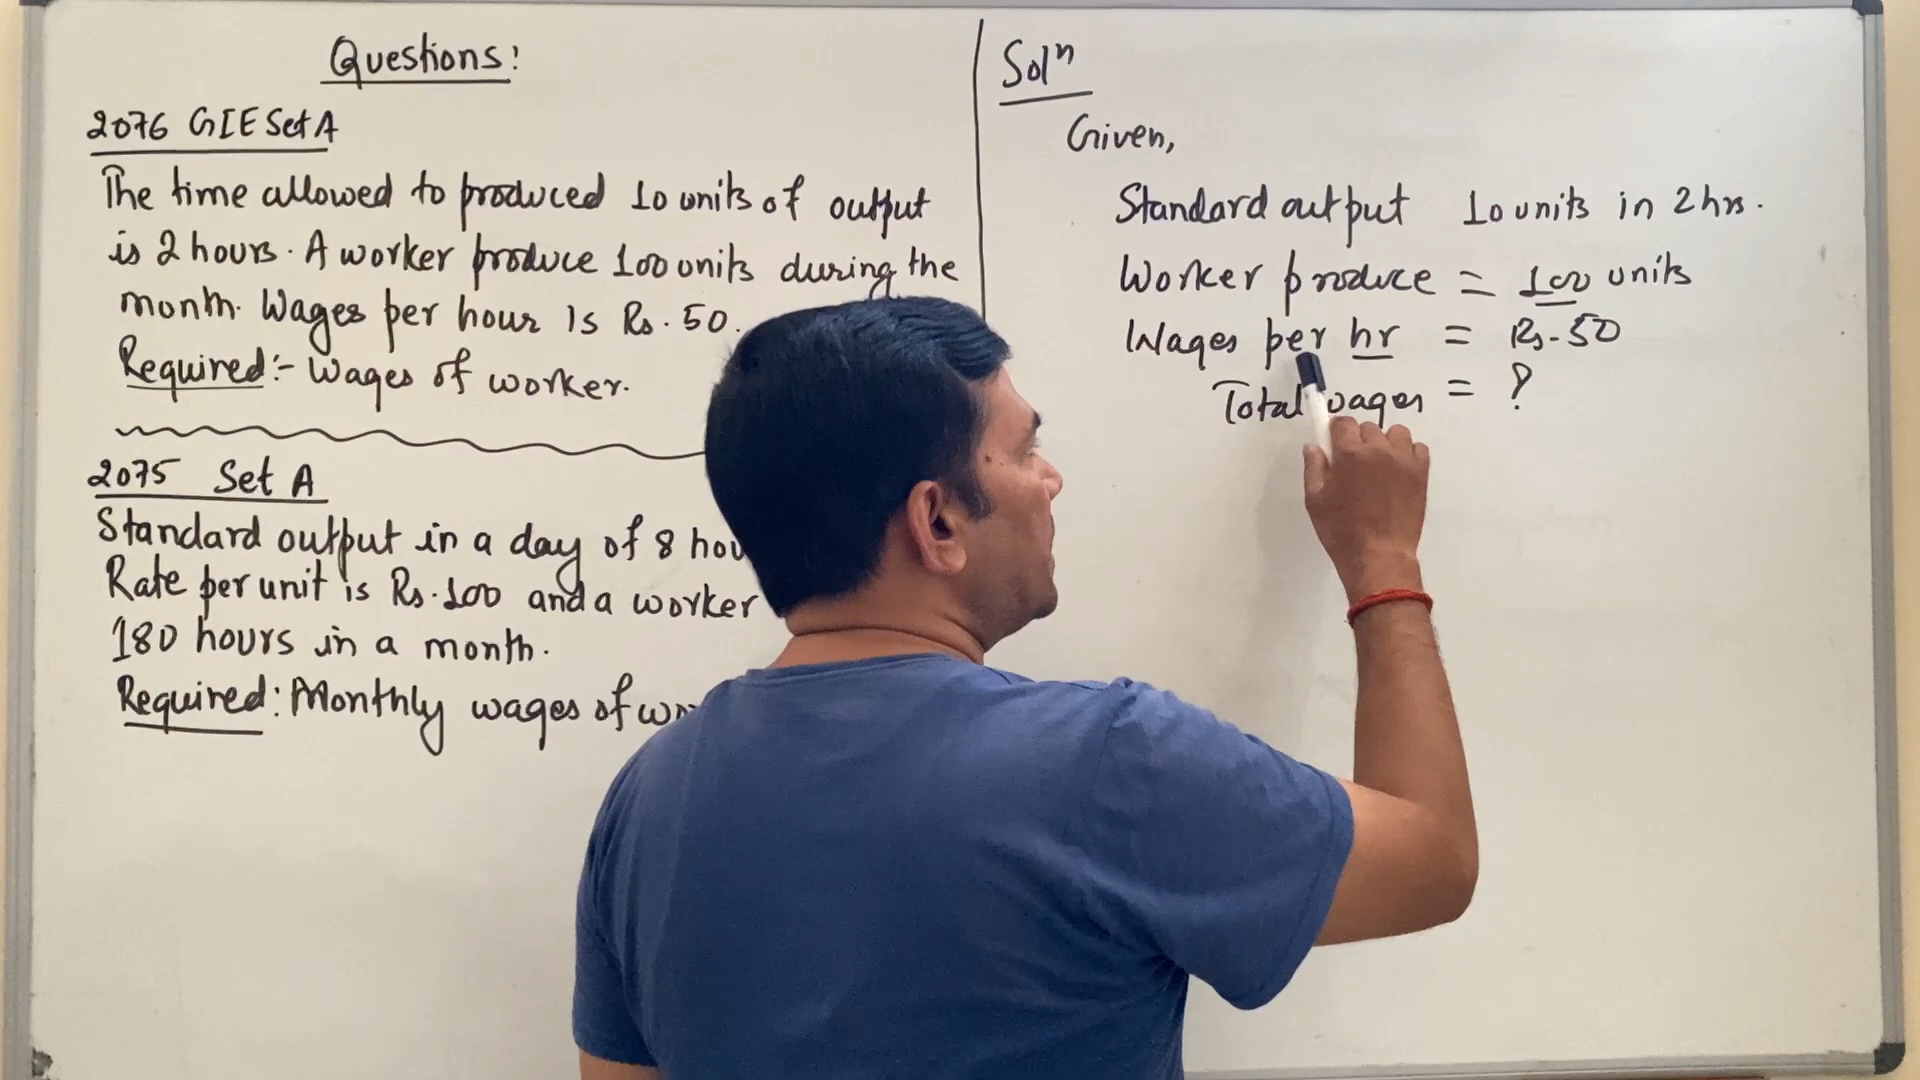 Questions:
2076 GIE Set A
The time allowed to produced 10 units of output
is 2 hours. A worker produce 100 units during the
month. Wages per hour is Rs. 50.
Required:- Wages of worker.
2075 Set A
Standard output in a day of 8
Rate per unit is Rs. 100 and a worker
180 hours in a month.
Required: Monthly wages of
Solⁿ
Given,
Standard output 10 units in 2 hrs.
Worker produce = 100 units
Wages per hr = Rs. 50
Total wages = ?